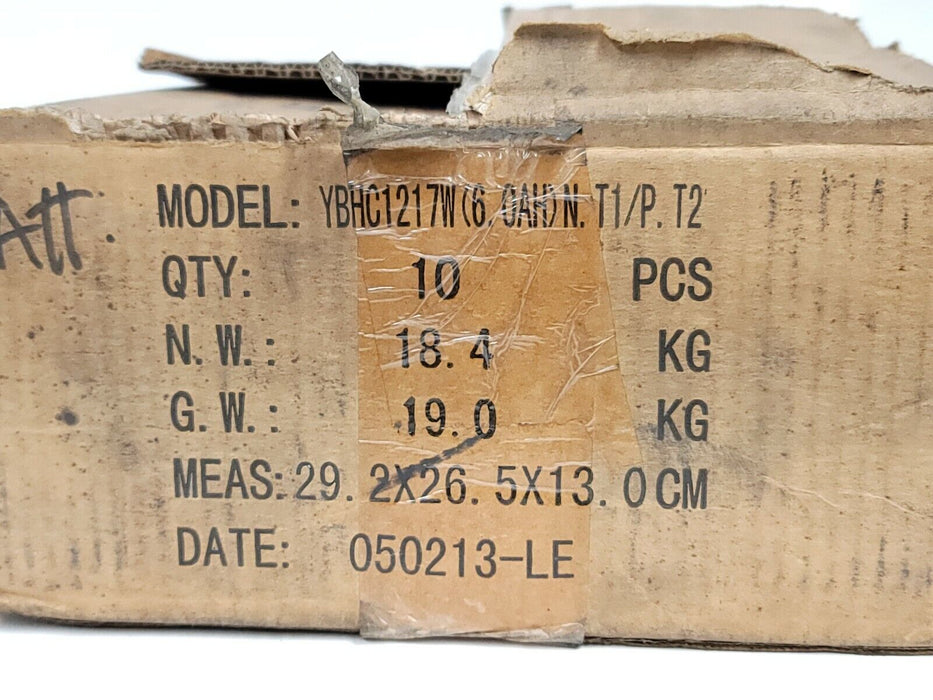 Att.
MODEL: YBHC1217W(6.0AH)N.T1/P.T2
QTY: 10 PCS
N.W.: 18.4 KG
G.W.: 19.0 KG
MEAS: 29.2X26.5X13.0CM
DATE: 050213-LE